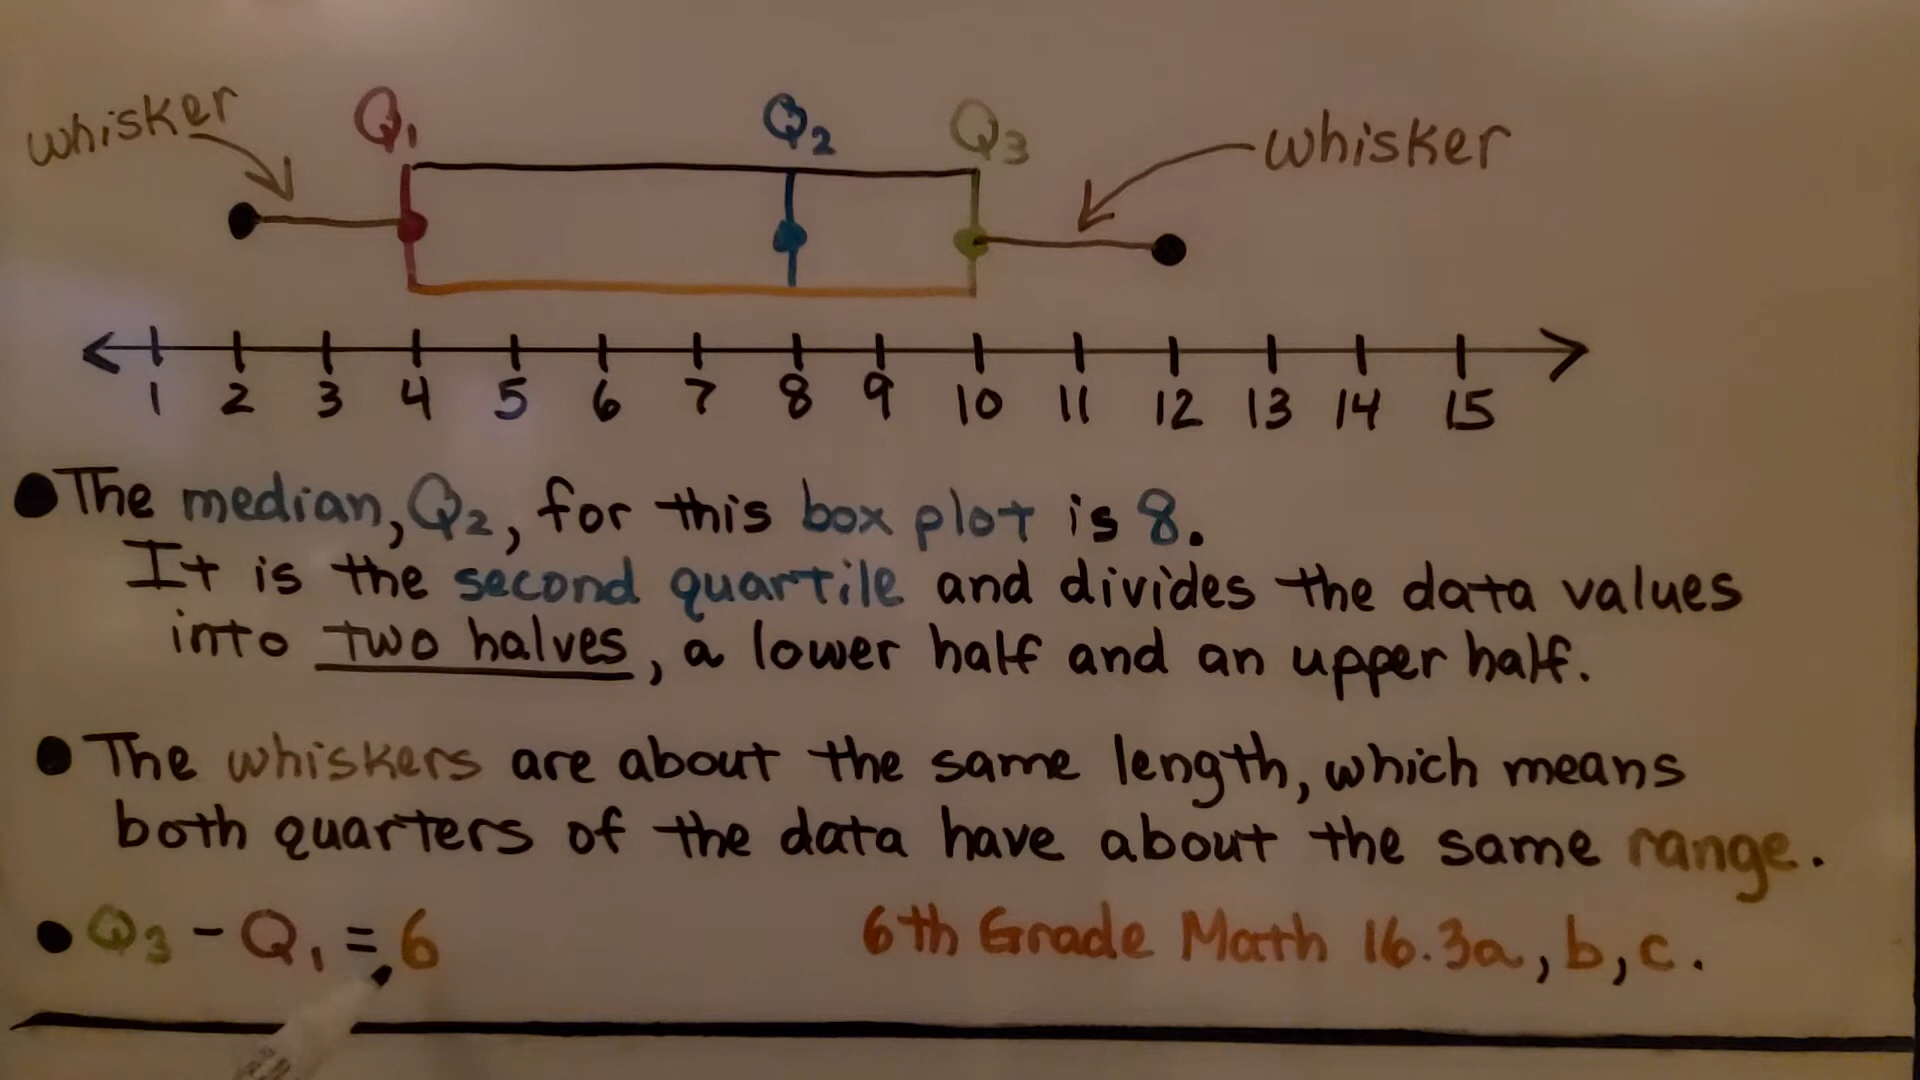 whisker
Q₁ Q₂ Q₃
whisker
1 2 3 4 5 6 7 8 9 10 11 12 13 14 15
The median, Q₂, for this box plot is 8.
It is the second quartile and divides the data values
into two halves, a lower half and an upper half.
The whiskers are about the same length, which means
both quarters of the data have about the same range.
Q₃ - Q₁ = 6
6th Grade Math 16.3a, b, c.